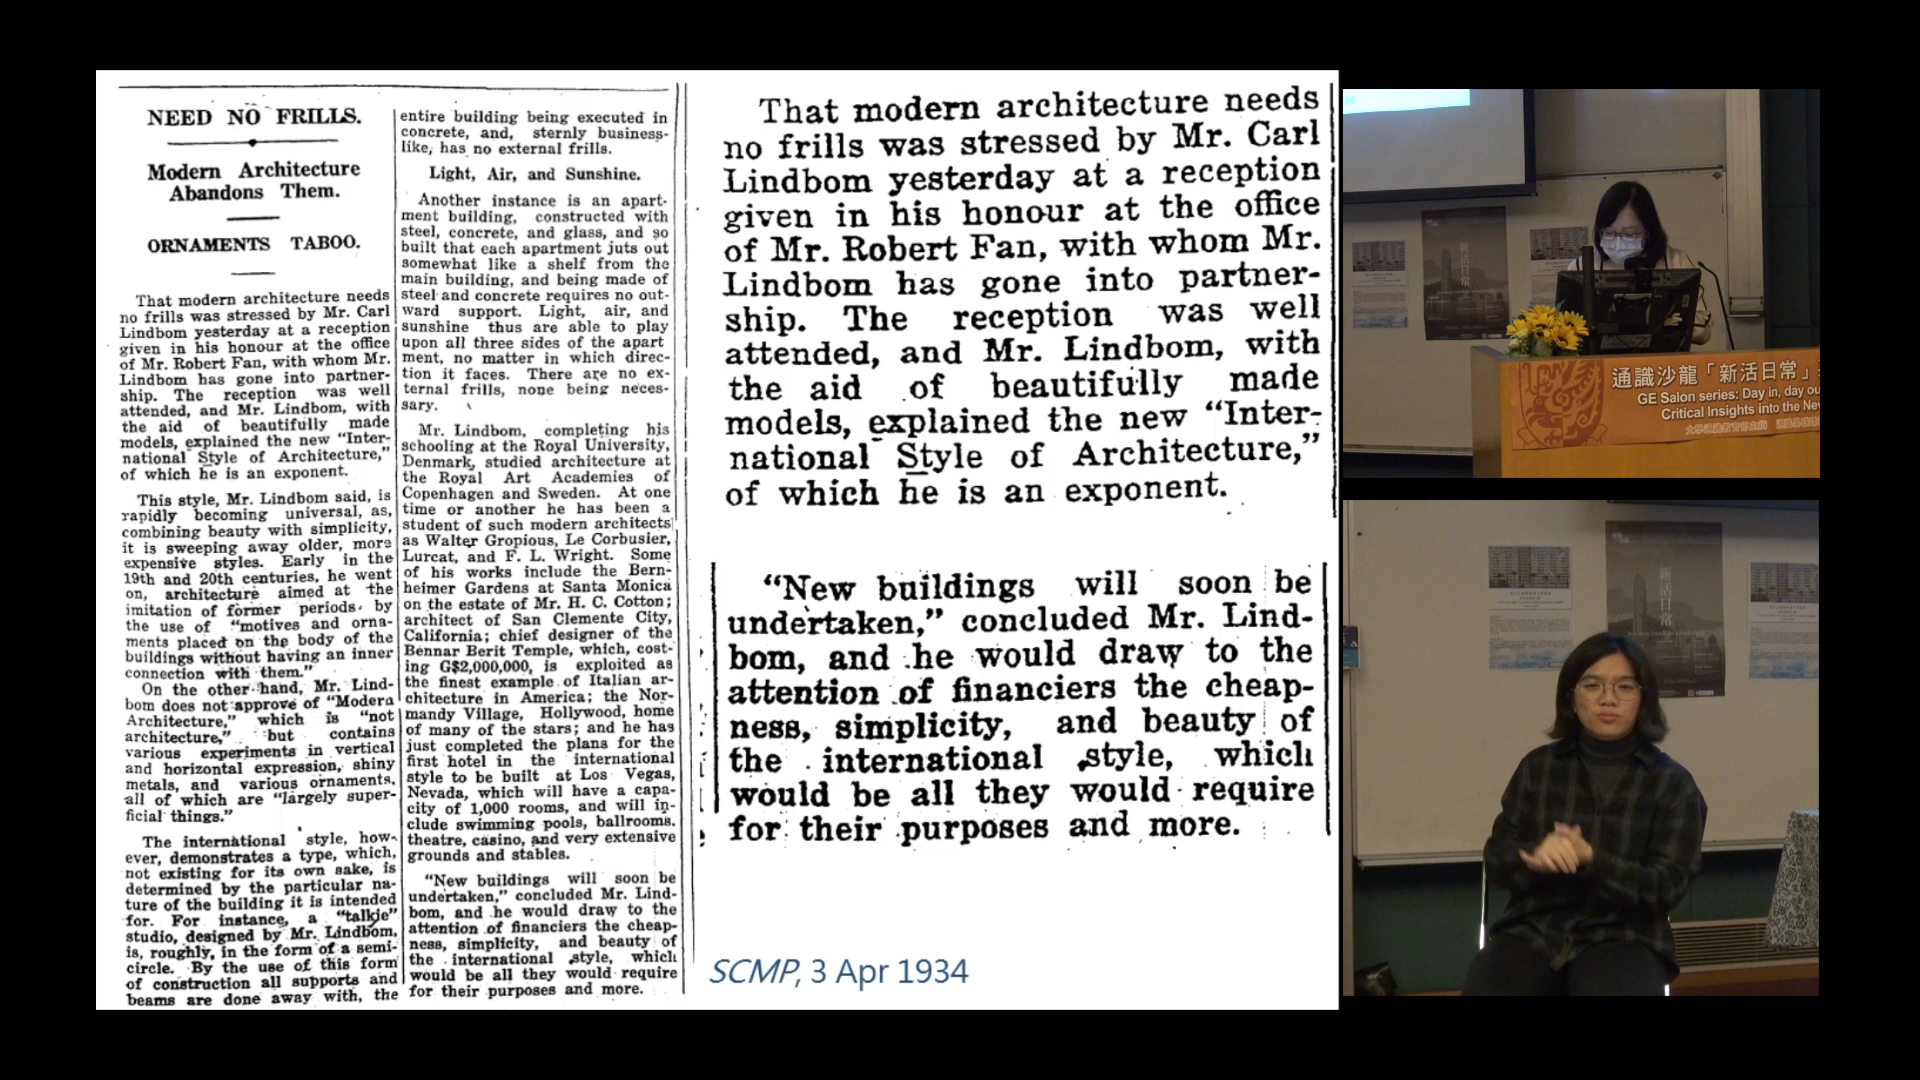 NEED NO FRILLS.
Modern Architecture
Abandons Them.
ORNAMENTS TABOO.
That modern architecture needs
no frills was stressed by Mr. Carl
Lindbom yesterday at a reception
given in his honour at the office
of Mr. Robert Fan, with whom Mr.
Lindbom has gone into partner-
ship. The reception was well
attended, and Mr. Lindbom, with
the aid of beautifully made
models, explained the new "Inter-
national Style of Architecture,"
of which he is an exponent.
This style, Mr. Lindbom said, is
rapidly becoming universal, as,
combining beauty with simplicity,
it is sweeping away older, more
expensive styles. Early in the
19th and 20th centuries, he went
on, architecture aimed at the
imitation of former periods by
the use of "motives and orna-
ments placed on the body of the
buildings without having an inner
connection with them."
On the other hand, Mr. Lind-
bom does not approve of "Modern
Architecture," which is "not
architecture," but contains
various experiments in vertical
and horizontal expression, shiny
metals, and various ornaments,
all of which are "largely super-
ficial things."
The international style, how-
ever, demonstrates a type, which,
not existing for its own sake, is
determined by the particular na-
ture of the building it is intended
for. For instance, a "talkie"
studio, designed by Mr. Lindbom,
is, roughly, in the form of a semi-
circle. By the use of this form
of construction all supports and
beams are done away with, the
entire building being executed in
concrete, and, sternly business-
like, has no external frills.
Light, Air, and Sunshine.
Another instance is an apart-
ment building, constructed with
steel, concrete, and glass, and so
built that each apartment juts out
somewhat like a shelf from the
main building, and being made of
steel and concrete requires no out-
ward support. Light, air, and
sunshine thus are able to play
upon all three sides of the apart
ment, no matter in which direc-
tion it faces. There are no ex-
ternal frills, none being neces-
sary.
Mr. Lindbom, completing his
schooling at the Royal University,
Denmark, studied architecture at
the Royal Art Academies of
Copenhagen and Sweden. At one
time or another he has been a
student of such modern architects
as Walter Gropious, Le Corbusier,
Lurcat, and F. L. Wright. Some
of his works include the Bern-
heimer Gardens at Santa Monica
on the estate of Mr. H. C. Cotton;
architect of San Clemente City,
California; chief designer of the
Bennar Berit Temple, which, cost-
ing G$2,000,000, is exploited as
the finest example of Italian ar-
chitecture in America; the Nor-
mandy Village, Hollywood, home
of many of the stars; and he has
just completed the plans for the
first hotel in the international
style to be built at Los Vegas,
Nevada, which will have a capa-
city of 1,000 rooms, and will in-
clude swimming pools, ballrooms,
theatre, casino, and very extensive
grounds and stables.
"New buildings will soon be
undertaken," concluded Mr. Lind-
bom, and he would draw to the
attention of financiers the cheap-
ness, simplicity, and beauty of
the international style, which
would be all they would require
for their purposes and more.
That modern architecture needs
no frills was stressed by Mr. Carl
Lindbom yesterday at a reception
given in his honour at the office
of Mr. Robert Fan, with whom Mr.
Lindbom has gone into partner-
ship. The reception was well
attended, and Mr. Lindbom, with
the aid of beautifully made
models, explained the new "Inter-
national Style of Architecture,"
of which he is an exponent.
"New buildings will soon be
undertaken," concluded Mr. Lind-
bom, and he would draw to the
attention of financiers the cheap-
ness, simplicity, and beauty of
the international style, which
would be all they would require
for their purposes and more.
SCMP, 3 Apr 1934
新活日常
通識沙龍「新活日常」
GE Salon series: Day in, day ou
Critical Insights into the Ne
新活日常